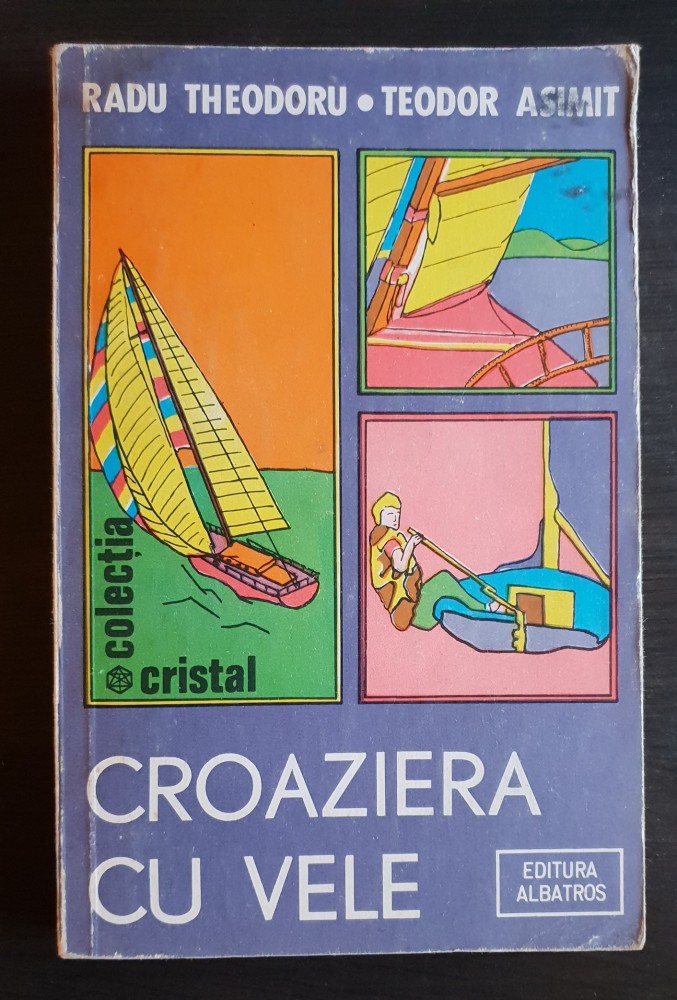 RADU THEODORU • TEODOR ASIMIT
colecția
cristal
CROAZIERA
CU VELE
EDITURA
ALBATROS